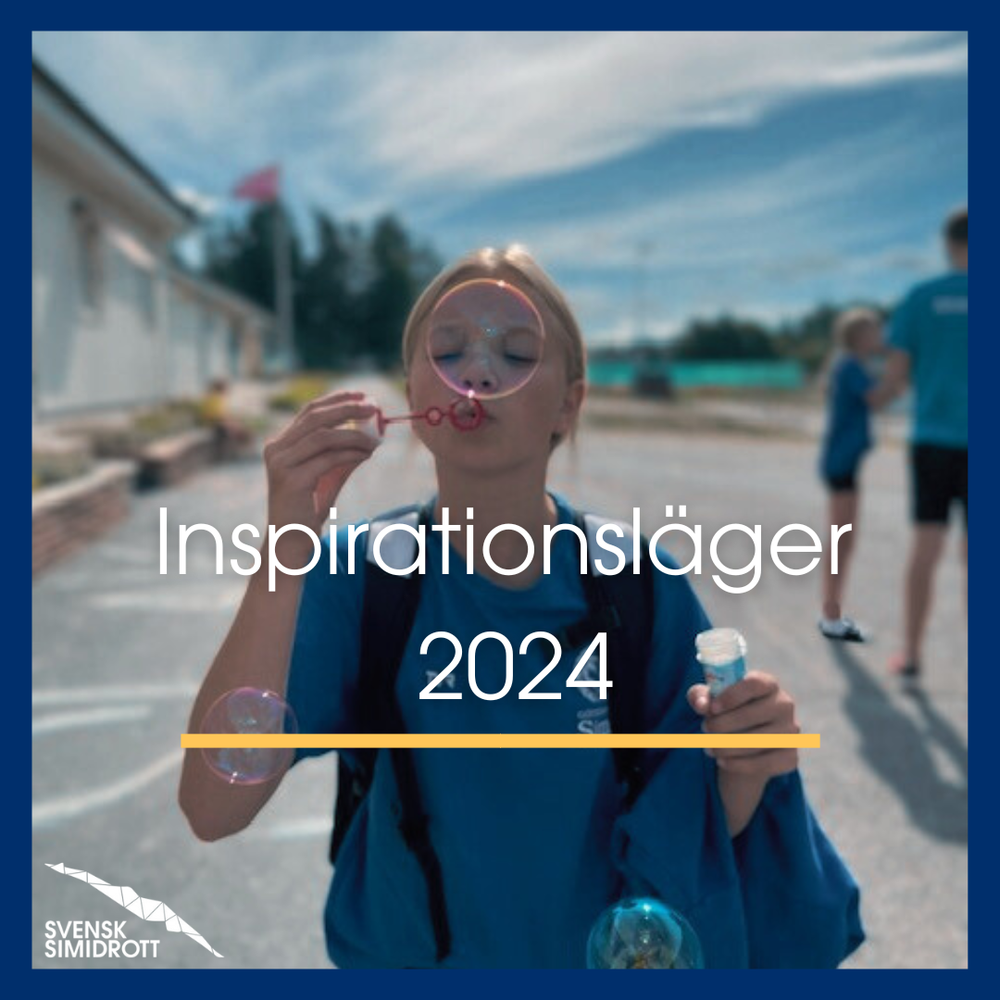 Inspirationsläger
2024
SVENSK
SIMIDROTT